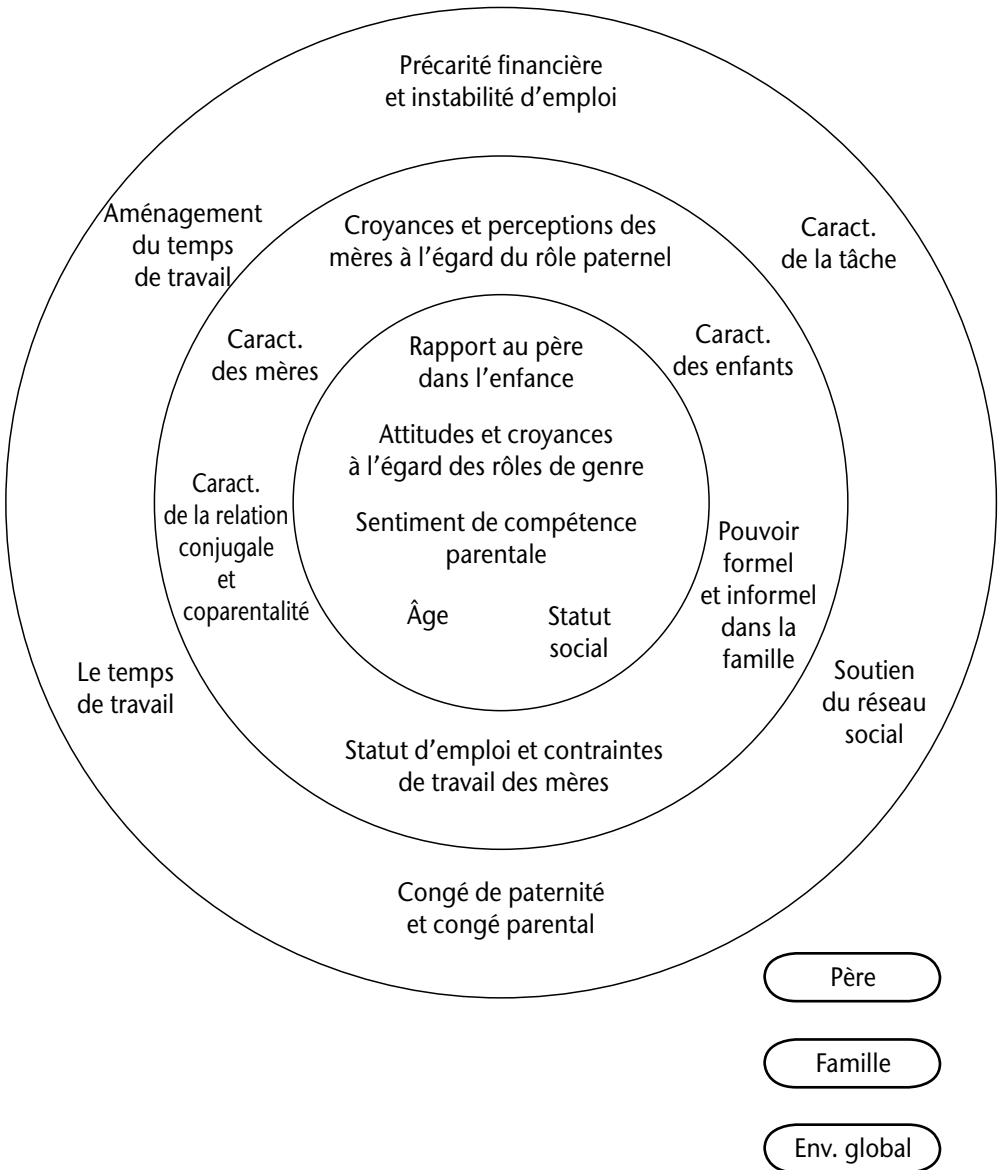 Précarité financière
et instabilité d'emploi
Aménagement
du temps
de travail
Croyances et perceptions des
mères à l'égard du rôle paternel
Caract.
de la tâche
Caract.
des mères
Rapport au père
dans l'enfance
Caract.
des enfants
Attitudes et croyances
à l'égard des rôles de genre
Caract.
de la relation
conjugale
et
coparentalité
Sentiment de compétence
parentale
Pouvoir
formel
et informel
dans la
famille
Âge
Statut
social
Le temps
de travail
Soutien
du réseau
social
Statut d'emploi et contraintes
de travail des mères
Congé de paternité
et congé parental
Père
Famille
Env. global